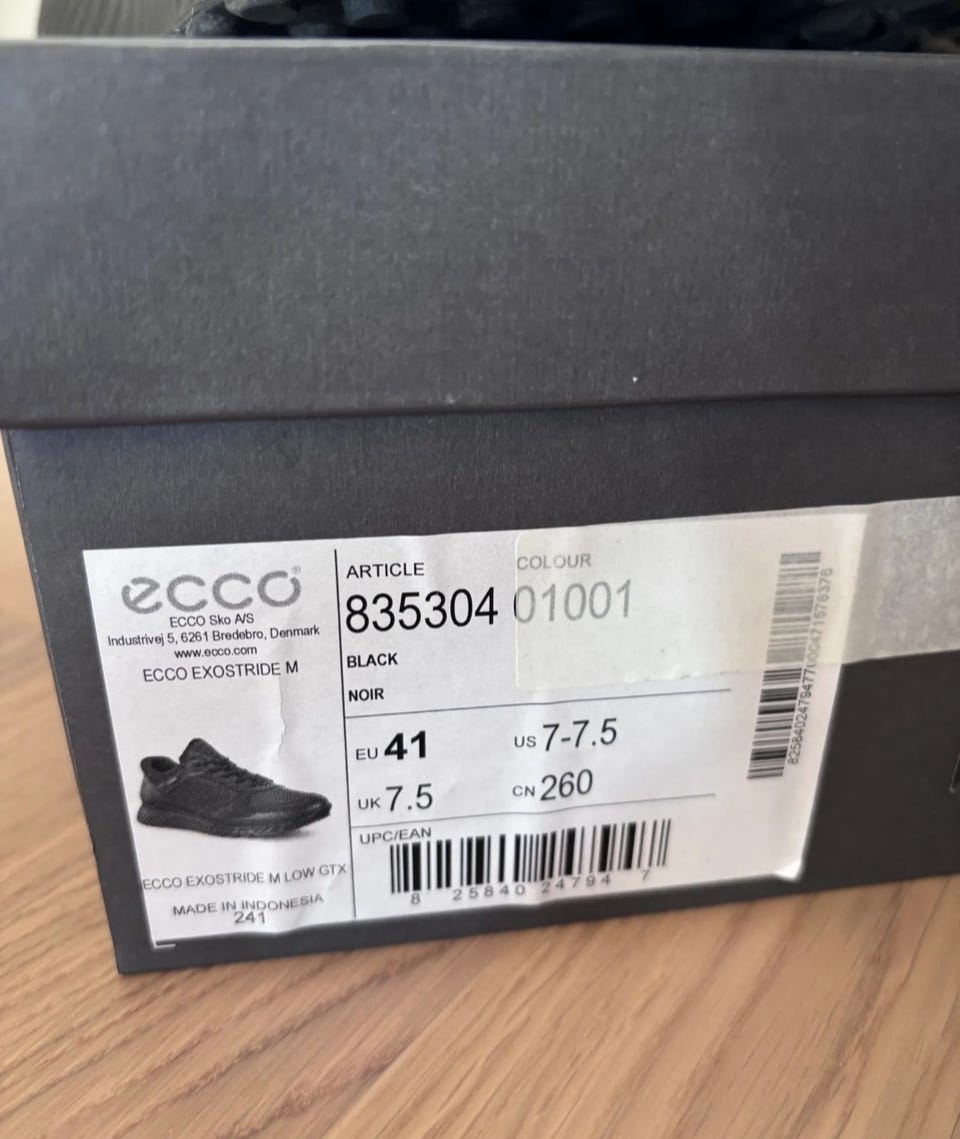 ecco®
ECCO Sko A/S
Industrivej 5, 6261 Bredebro, Denmark
www.ecco.com
ECCO EXOSTRIDE M
ECCO EXOSTRIDE M LOW GTX
MADE IN INDONESIA
241
ARTICLE COLOUR
835304 01001
BLACK
NOIR
EU 41 US 7-7.5
UK 7.5 CN 260
UPC/EAN
8 25840 24794 7